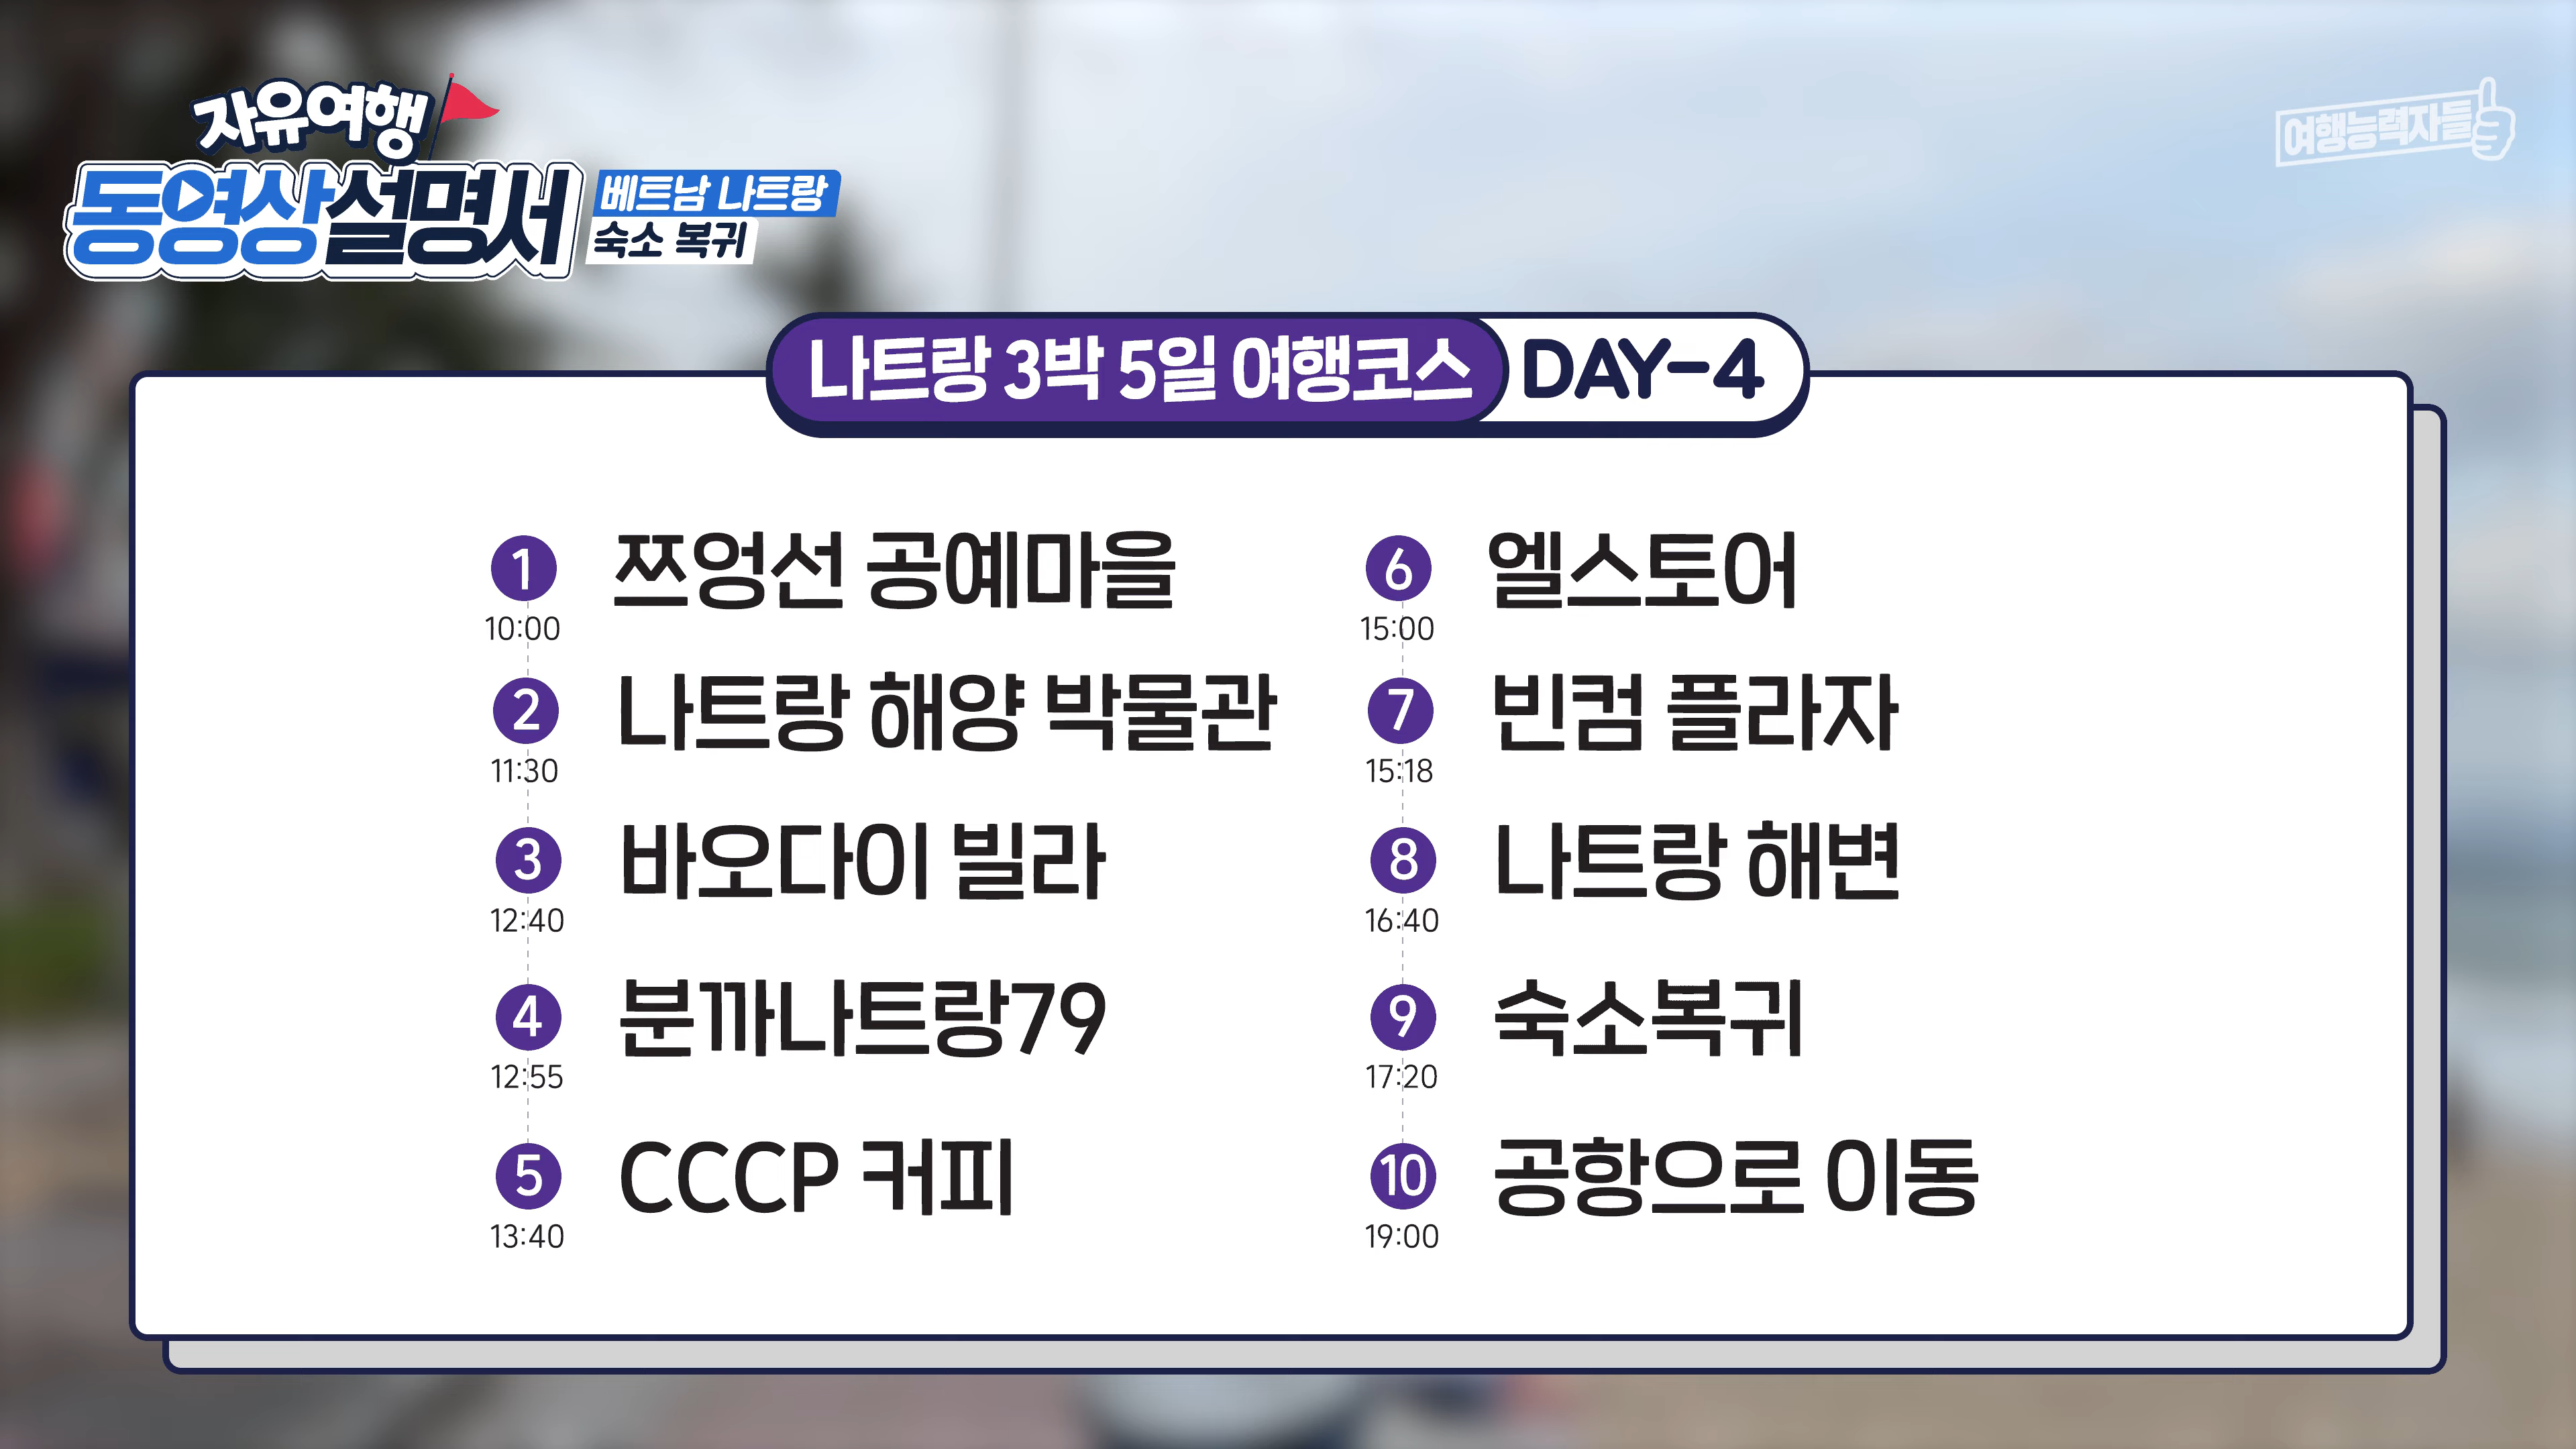 자유여행
동영상설명서
베트남 나트랑
숙소 복귀
여행능력자들
나트랑 3박 5일 여행코스 DAY-4
1 쯔엉선 공예마을
10:00
2 나트랑 해양 박물관
11:30
3 바오다이 빌라
12:40
4 분까나트랑79
12:55
5 CCCP 커피
13:40
6 엘스토어
15:00
7 빈컴 플라자
15:18
8 나트랑 해변
16:40
9 숙소복귀
17:20
10 공항으로 이동
19:00